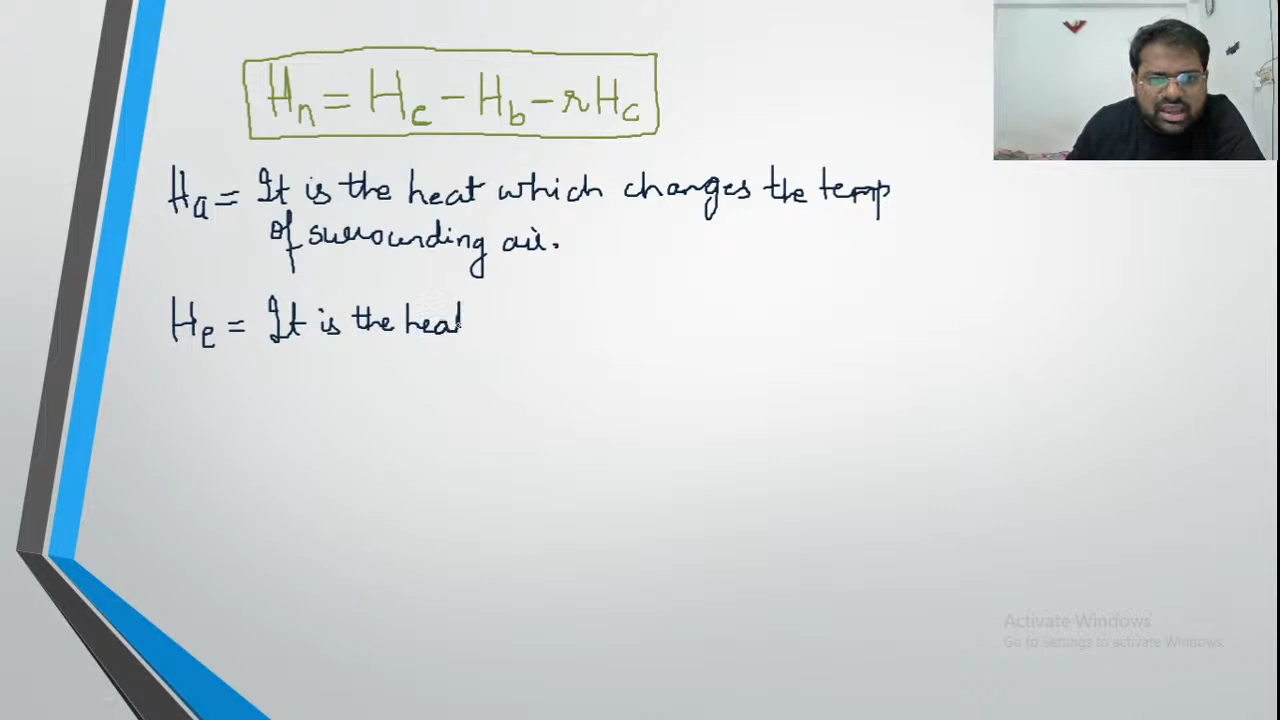 Hn = He - Hb - rHc
Ha = It is the heat which changes the temp
of surrounding air.
He = It is the heat
Activate Windows
Go to Settings to activate Windows.